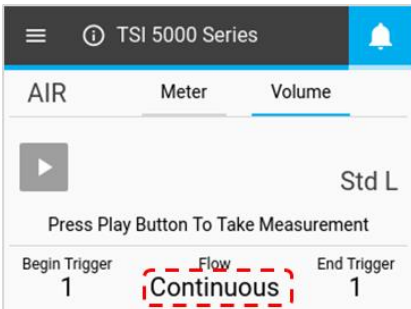 TSI 5000 Series
AIR Meter Volume
Std L
Press Play Button To Take Measurement
Begin Trigger Flow End Trigger
1 Continuous 1